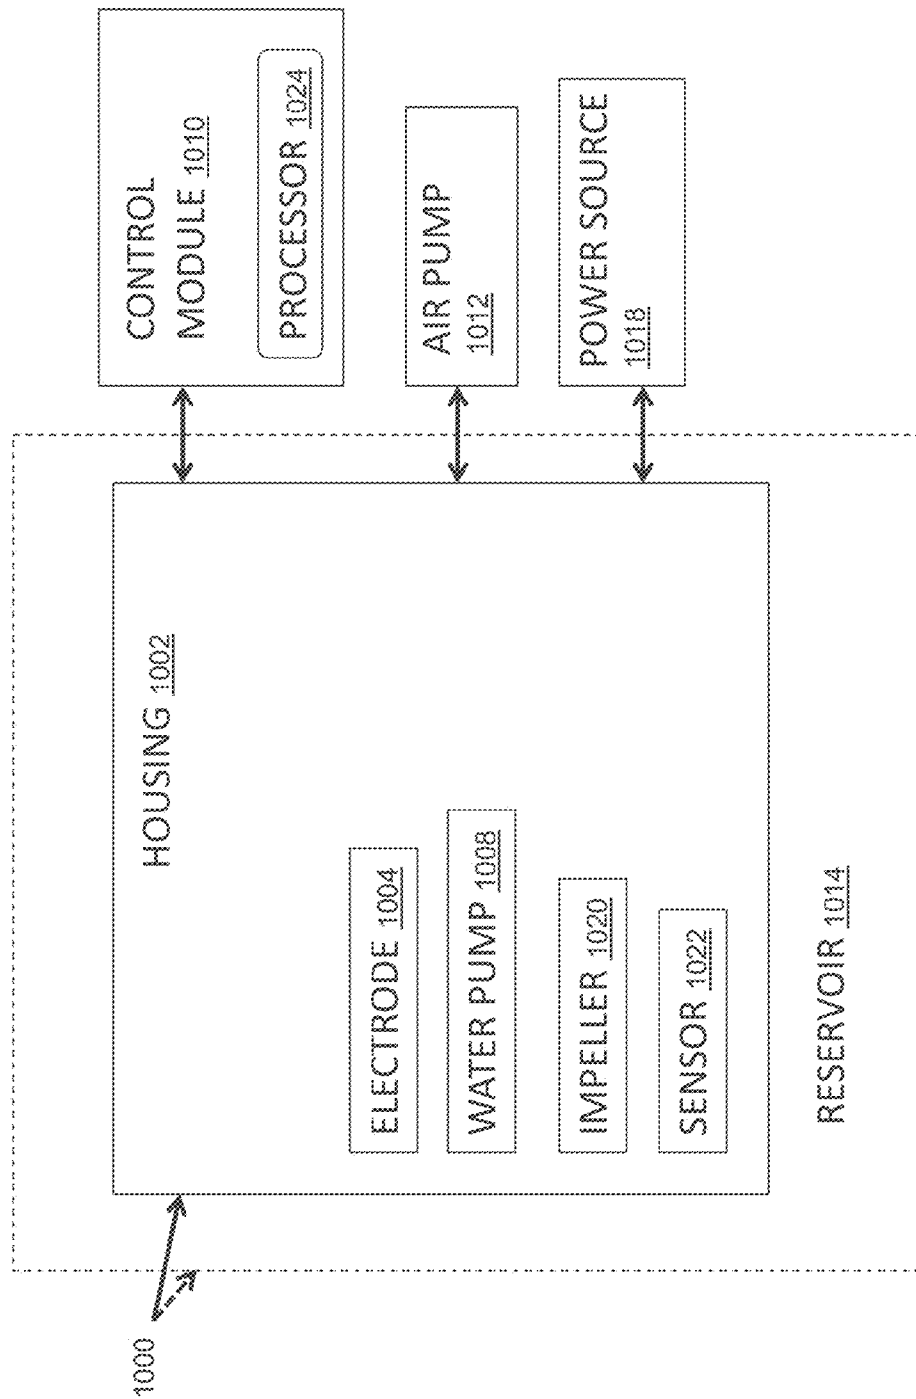 1000
HOUSING 1002
ELECTRODE 1004
WATER PUMP 1008
IMPELLER 1020
SENSOR 1022
RESERVOIR 1014
CONTROL
MODULE 1010
PROCESSOR 1024
AIR PUMP
1012
POWER SOURCE
1018